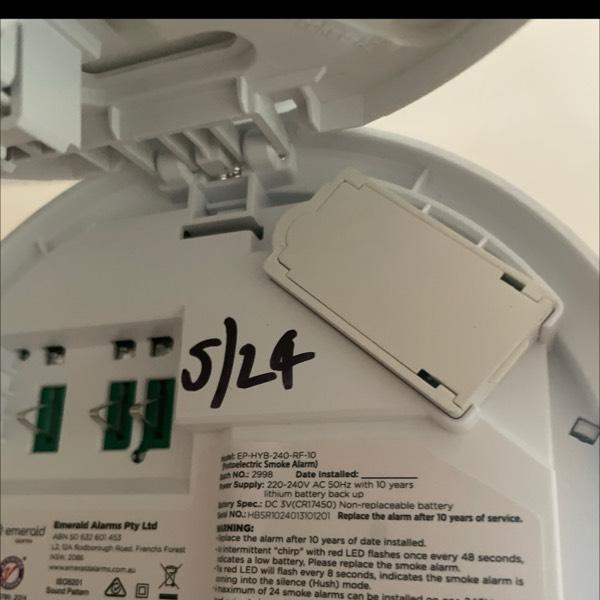 5/24
Model: EP-HYB-240-RF-10
(Photoelectric Smoke Alarm)
Batch NO.: 2998 Date Installed:
Power Supply: 220-240V AC 50Hz with 10 years
lithium battery back up
Battery Spec.: DC 3V(CR17450) Non-replaceable battery
Serial NO.: HB5R1024013101201 Replace the alarm after 10 years of service.
WARNING:
-Replace the alarm after 10 years of date installed.
intermittent "chirp" with red LED flashes once every 48 seconds,
indicates a low battery, Please replace the smoke alarm.
red LED will flash every 8 seconds, indicates the smoke alarm is
coming into the silence (Hush) mode.
maximum of 24 smoke alarms can be installed on
emerald
Emerald Alarms Pty Ltd
ABN 50 632 601 453
L2, 12A Rodborough Road, Frenchs Forest
NSW, 2086
www.emeraldalarms.com.au
ISO8201
Sound Pattern